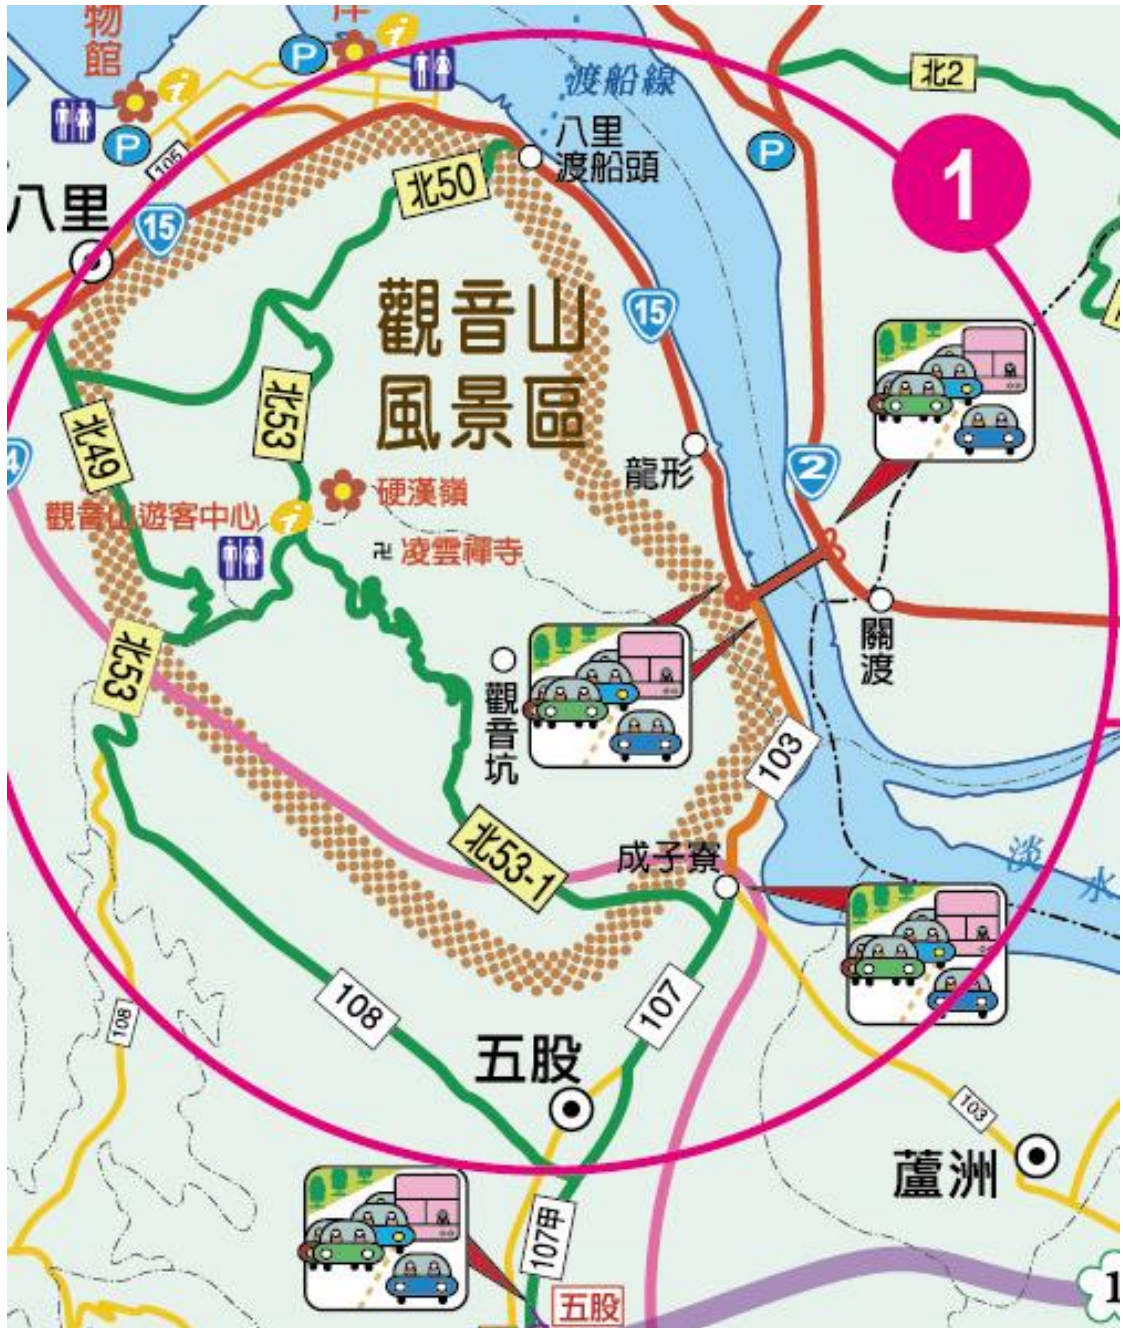 物館
P
P
渡船線
北2
八里
渡船頭
P
1
105
北50
八里
15
觀音山
風景區
15
北53
北49
龍形
2
硬漢嶺
觀音山遊客中心
卍 凌雲禪寺
關渡
北53
觀音坑
103
北53-1
成子寮
淡水
108
107
108
五股
103
蘆洲
107甲
五股
1